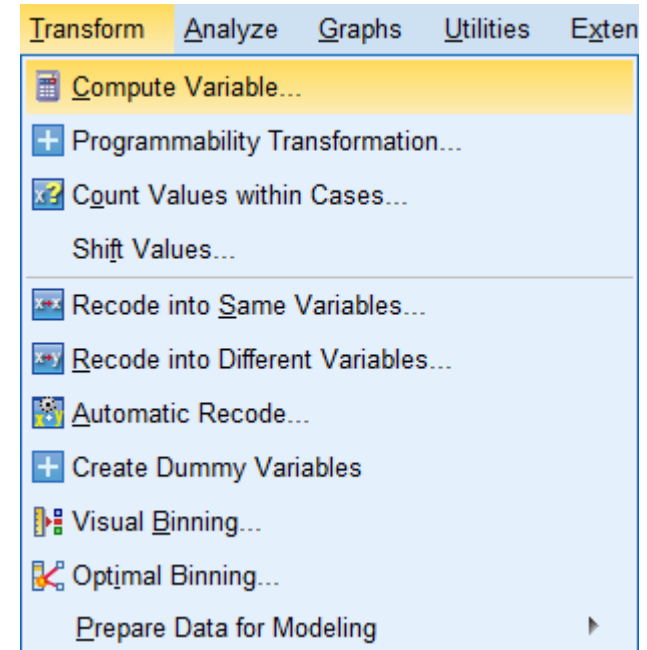 Transform Analyze Graphs Utilities Exten
Compute Variable...
Programmability Transformation...
Count Values within Cases...
Shift Values...
Recode into Same Variables...
Recode into Different Variables...
Automatic Recode...
Create Dummy Variables
Visual Binning...
Optimal Binning...
Prepare Data for Modeling